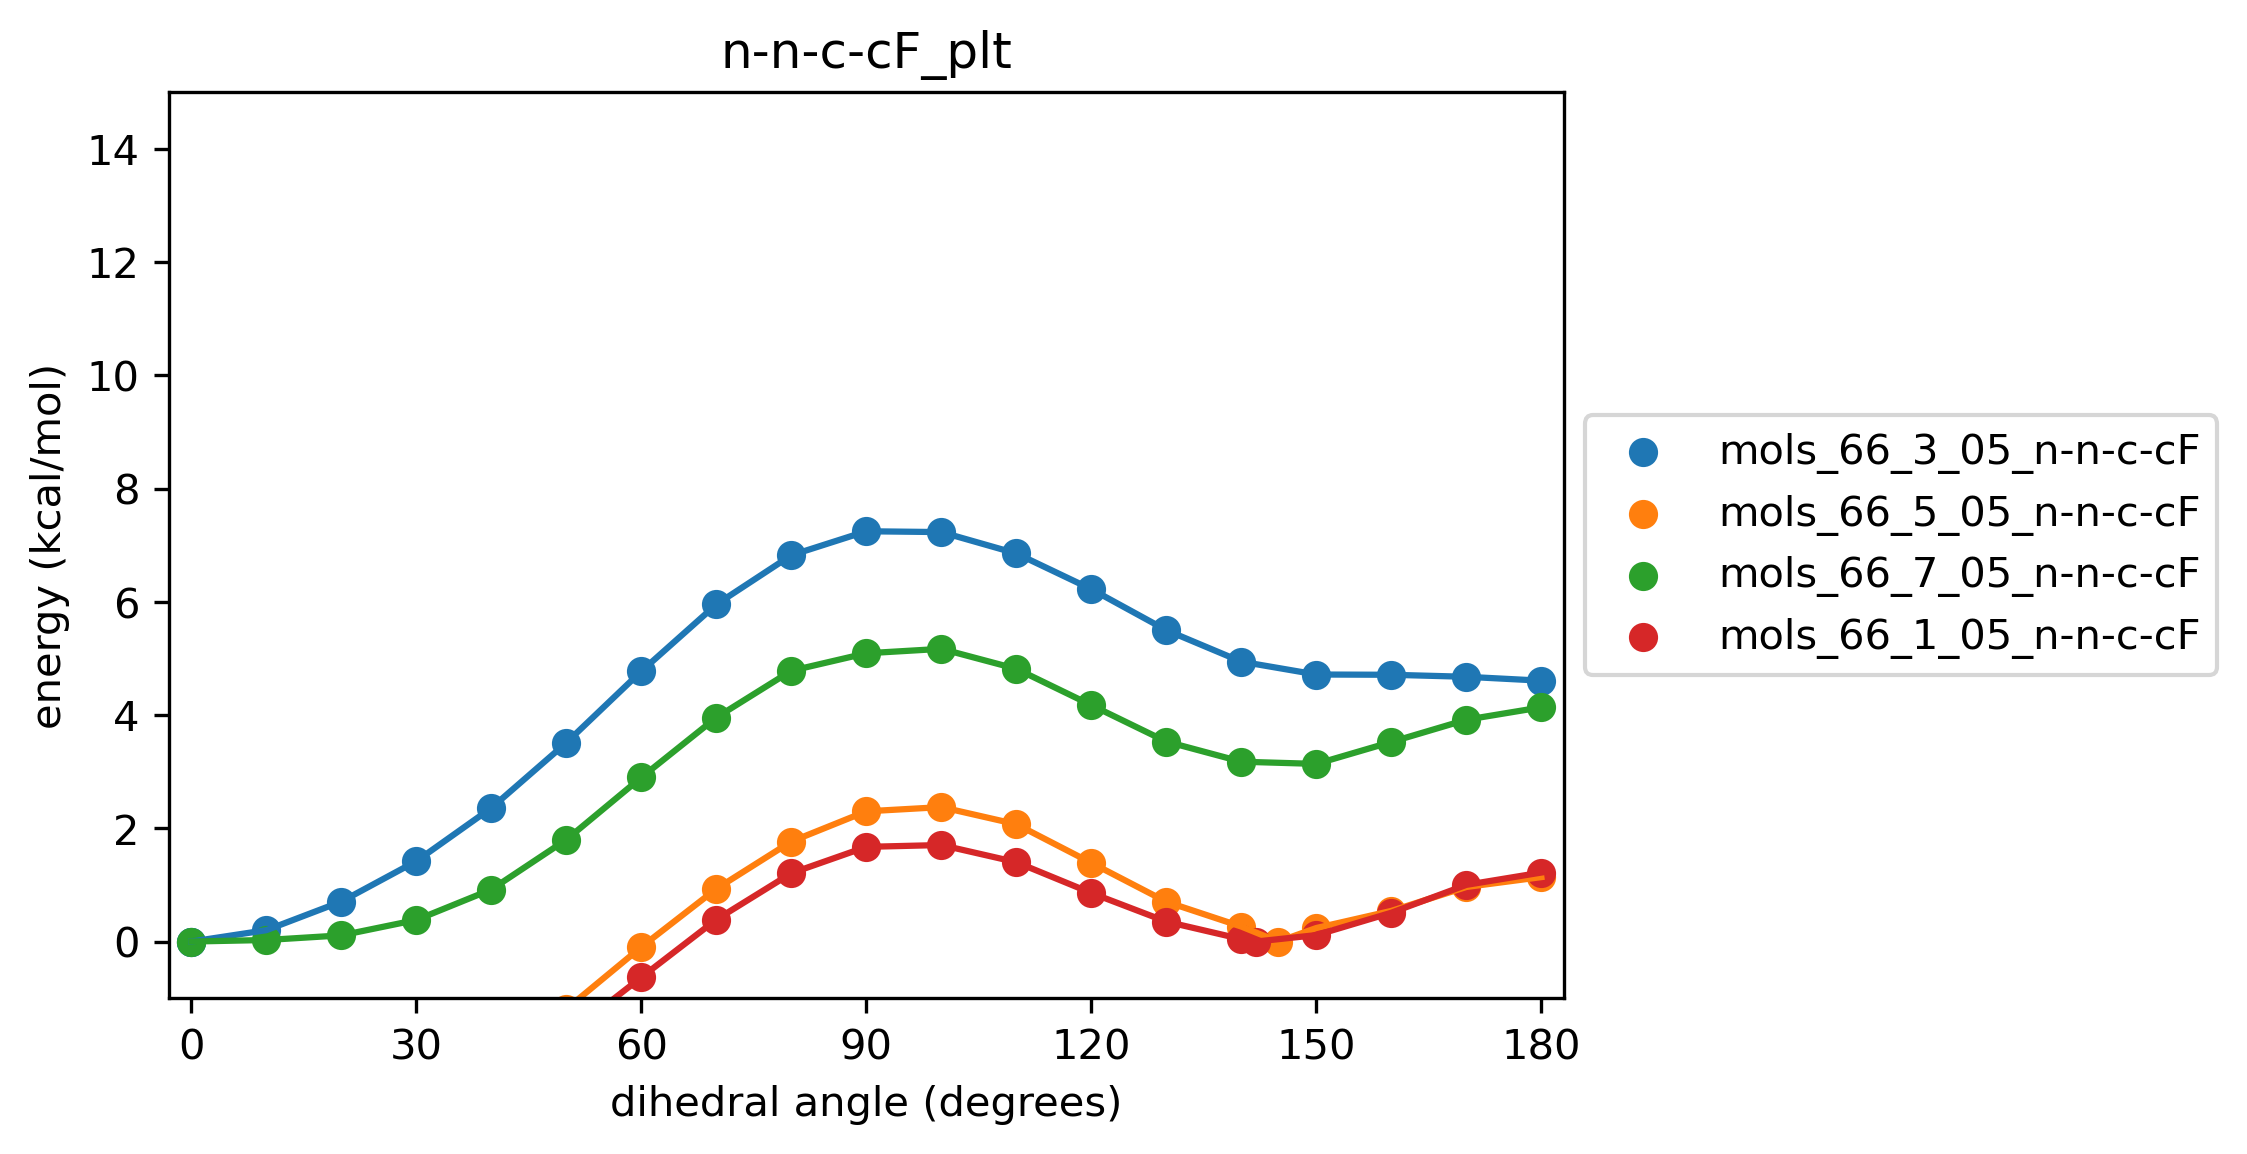 n-n-c-cF_plt
14
12
10
8
6
4
2
0
energy (kcal/mol)
0 30 60 90 120 150 180
dihedral angle (degrees)
mols_66_3_05_n-n-c-cF
mols_66_5_05_n-n-c-cF
mols_66_7_05_n-n-c-cF
mols_66_1_05_n-n-c-cF